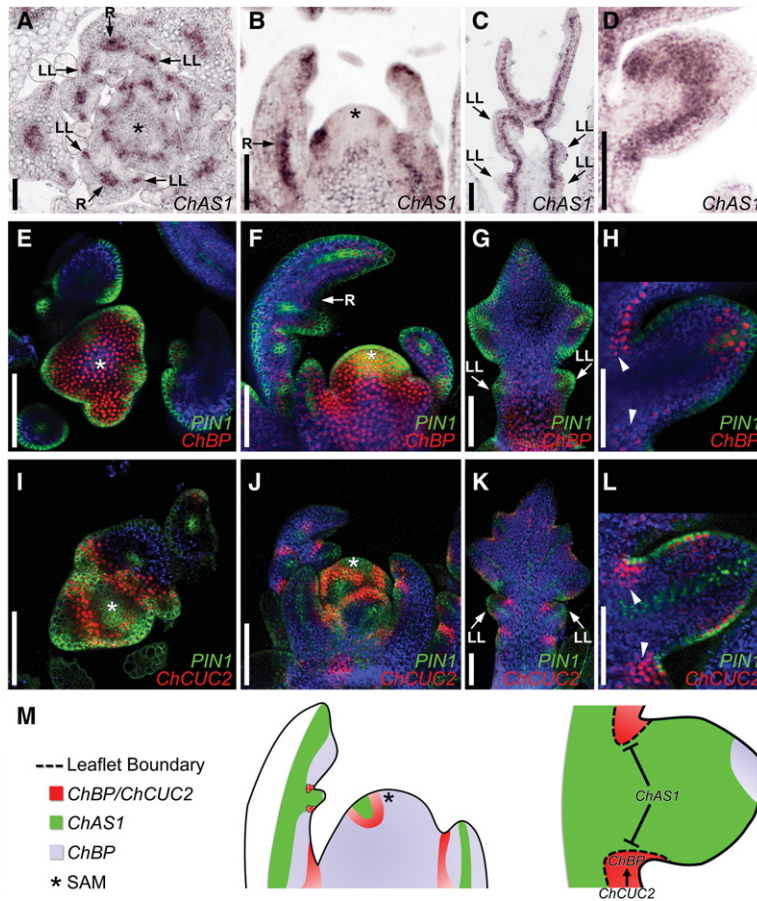 A
R
LL
LL
LL
LL
R
*
ChAS1
B
R
*
ChAS1
C
LL
LL
LL
LL
ChAS1
D
ChAS1
E
*
PIN1
ChBP
F
R
*
PIN1
ChBP
G
LL
LL
PIN1
ChBP
H
PIN1
ChBP
I
*
PIN1
ChCUC2
J
*
PIN1
ChCUC2
K
LL
LL
PIN1
ChCUC2
L
PIN1
ChCUC2
M
Leaflet Boundary
ChBP/ChCUC2
ChAS1
ChBP
* SAM
*
ChAS1
ChBP
ChCUC2